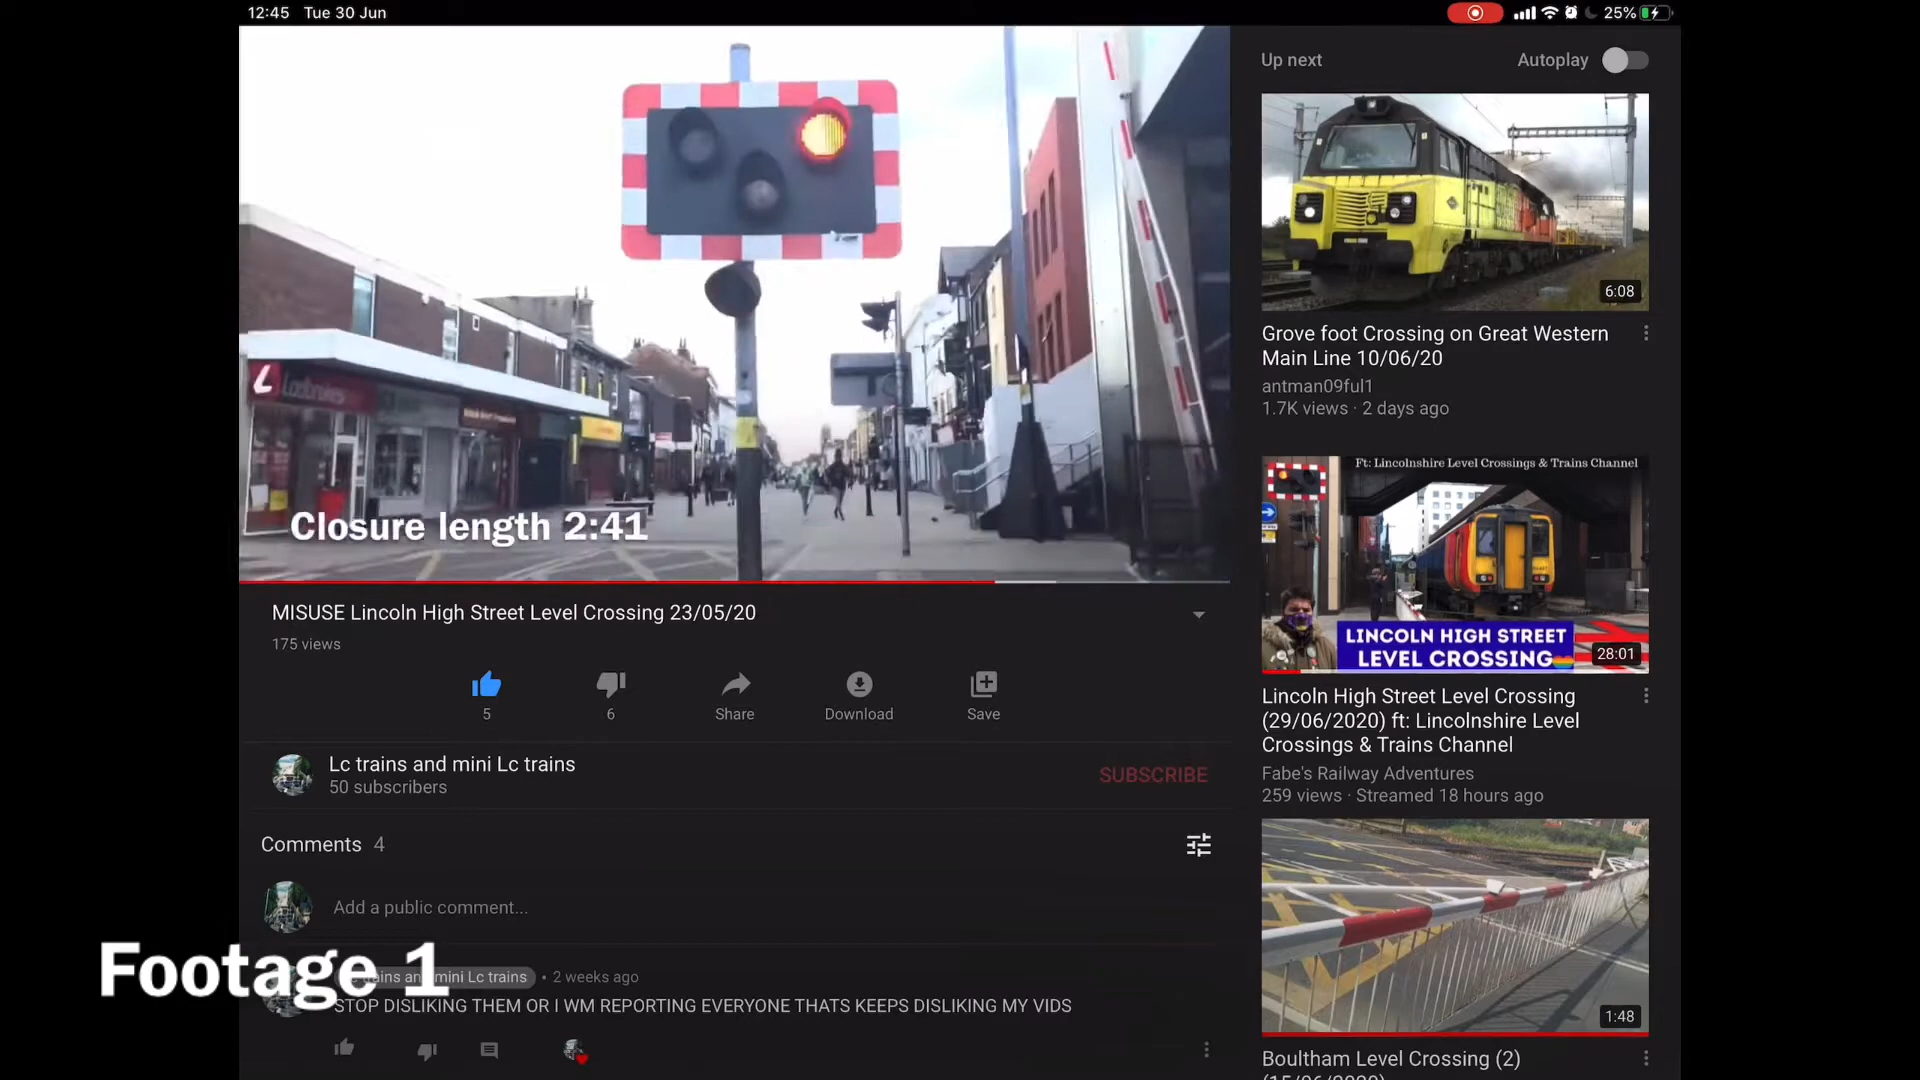 12:45 Tue 30 Jun
25%
Ladbrokes
Closure length 2:41
MISUSE Lincoln High Street Level Crossing 23/05/20
175 views
5
6
Share
Download
Save
Lc trains and mini Lc trains
50 subscribers
SUBSCRIBE
Comments 4
Add a public comment...
Footage 1
ains an mini Lc trains • 2 weeks ago
STOP DISLIKING THEM OR I WM REPORTING EVERYONE THATS KEEPS DISLIKING MY VIDS
Up next
Autoplay
6:08
Grove foot Crossing on Great Western
Main Line 10/06/20
antman09ful1
1.7K views · 2 days ago
Ft: Lincolnshire Level Crossings & Trains Channel
LINCOLN HIGH STREET
LEVEL CROSSING
28:01
Lincoln High Street Level Crossing
(29/06/2020) ft: Lincolnshire Level
Crossings & Trains Channel
Fabe's Railway Adventures
259 views · Streamed 18 hours ago
1:48
Boultham Level Crossing (2)
(15/06/2020)